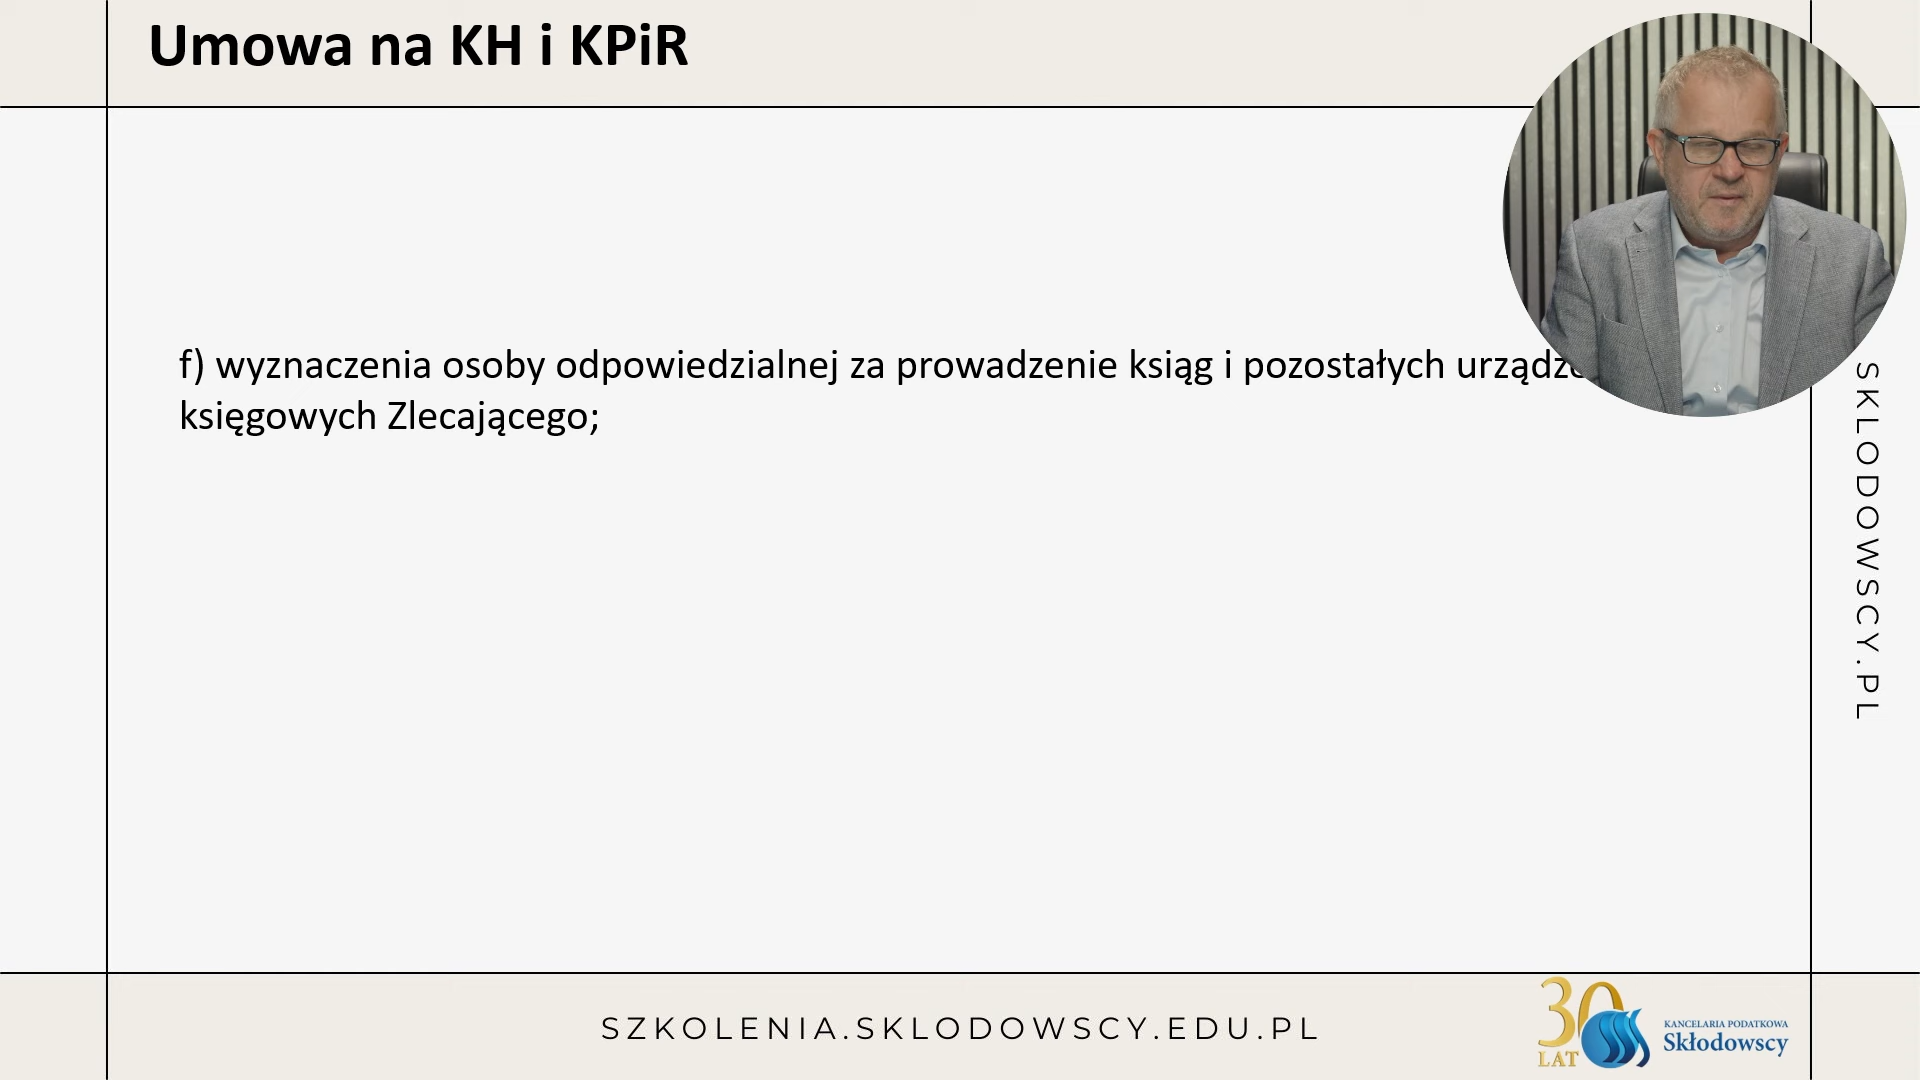 Umowa na KH i KPiR
f) wyznaczenia osoby odpowiedzialnej za prowadzenie ksiąg i pozostałych
księgowych Zlecającego;
SKLODOWSCY.PL
SZKOLENIA.SKLODOWSCY.EDU.PL
30
LAT
KANCELARIA PODATKOWA
Skłodowscy